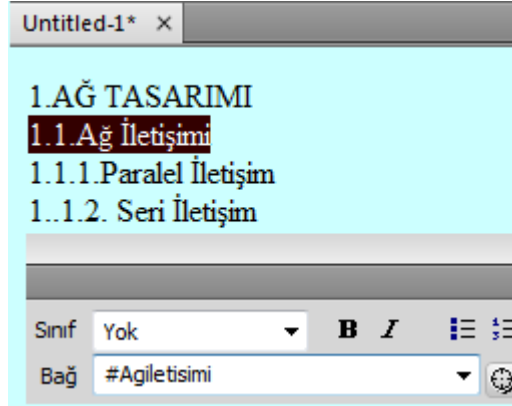 Untitled-1* ×
1.AĞ TASARIMI
1.1.Ağ İletişimi
1.1.1.Paralel İletişim
1..1.2. Seri İletişim
Sınıf Yok B I
Bağ #Agiletisimi